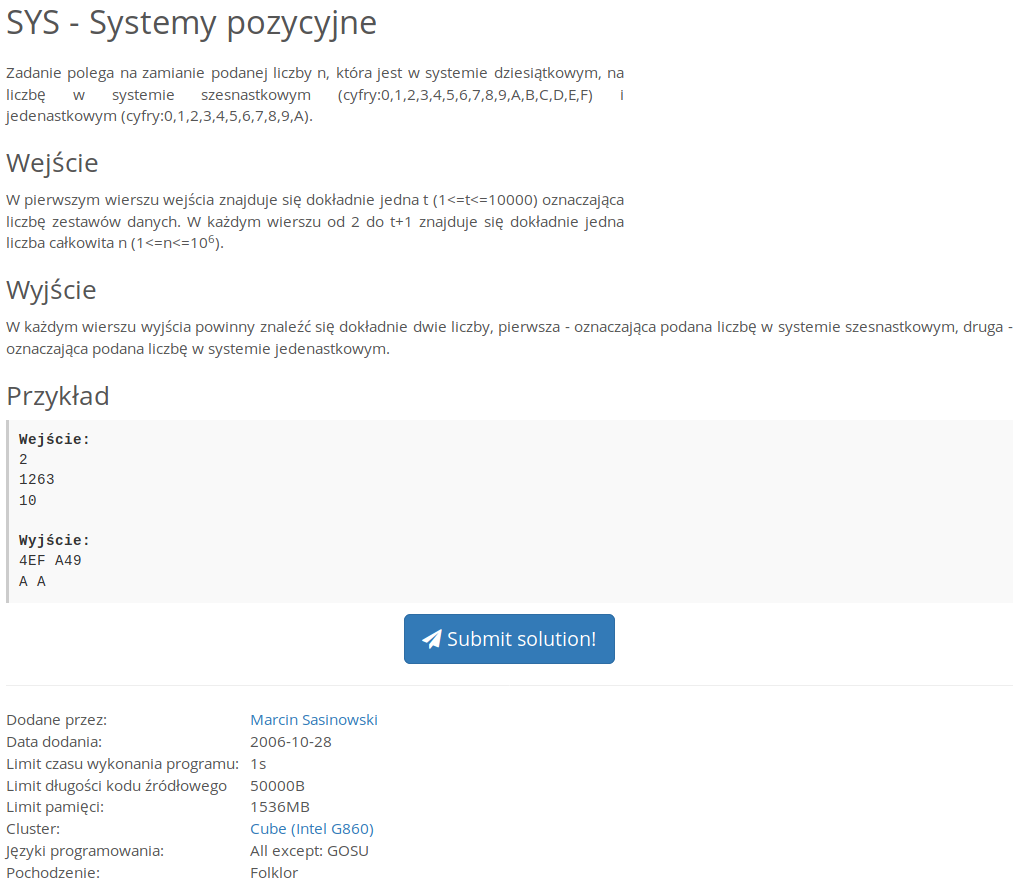 SYS - Systemy pozycyjne
Zadanie polega na zamianie podanej liczby n, która jest w systemie dziesiątkowym, na
liczbę w systemie szesnastkowym (cyfry:0,1,2,3,4,5,6,7,8,9,A,B,C,D,E,F) i
jedenastkowym (cyfry:0,1,2,3,4,5,6,7,8,9,A).
Wejście
W pierwszym wierszu wejścia znajduje się dokładnie jedna t (1<=t<=10000) oznaczająca
liczbę zestawów danych. W każdym wierszu od 2 do t+1 znajduje się dokładnie jedna
liczba całkowita n (1<=n<=10⁶).
Wyjście
W każdym wierszu wyjścia powinny znaleźć się dokładnie dwie liczby, pierwsza - oznaczająca podana liczbę w systemie szesnastkowym, druga -
oznaczająca podana liczbę w systemie jedenastkowym.
Przykład
Wejście:
2
1263
10
Wyjście:
4EF A49
A A
Submit solution!
Dodane przez: Marcin Sasinowski
Data dodania: 2006-10-28
Limit czasu wykonania programu: 1s
Limit długości kodu źródłowego 50000B
Limit pamięci: 1536MB
Cluster: Cube (Intel G860)
Języki programowania: All except: GOSU
Pochodzenie: Folklor